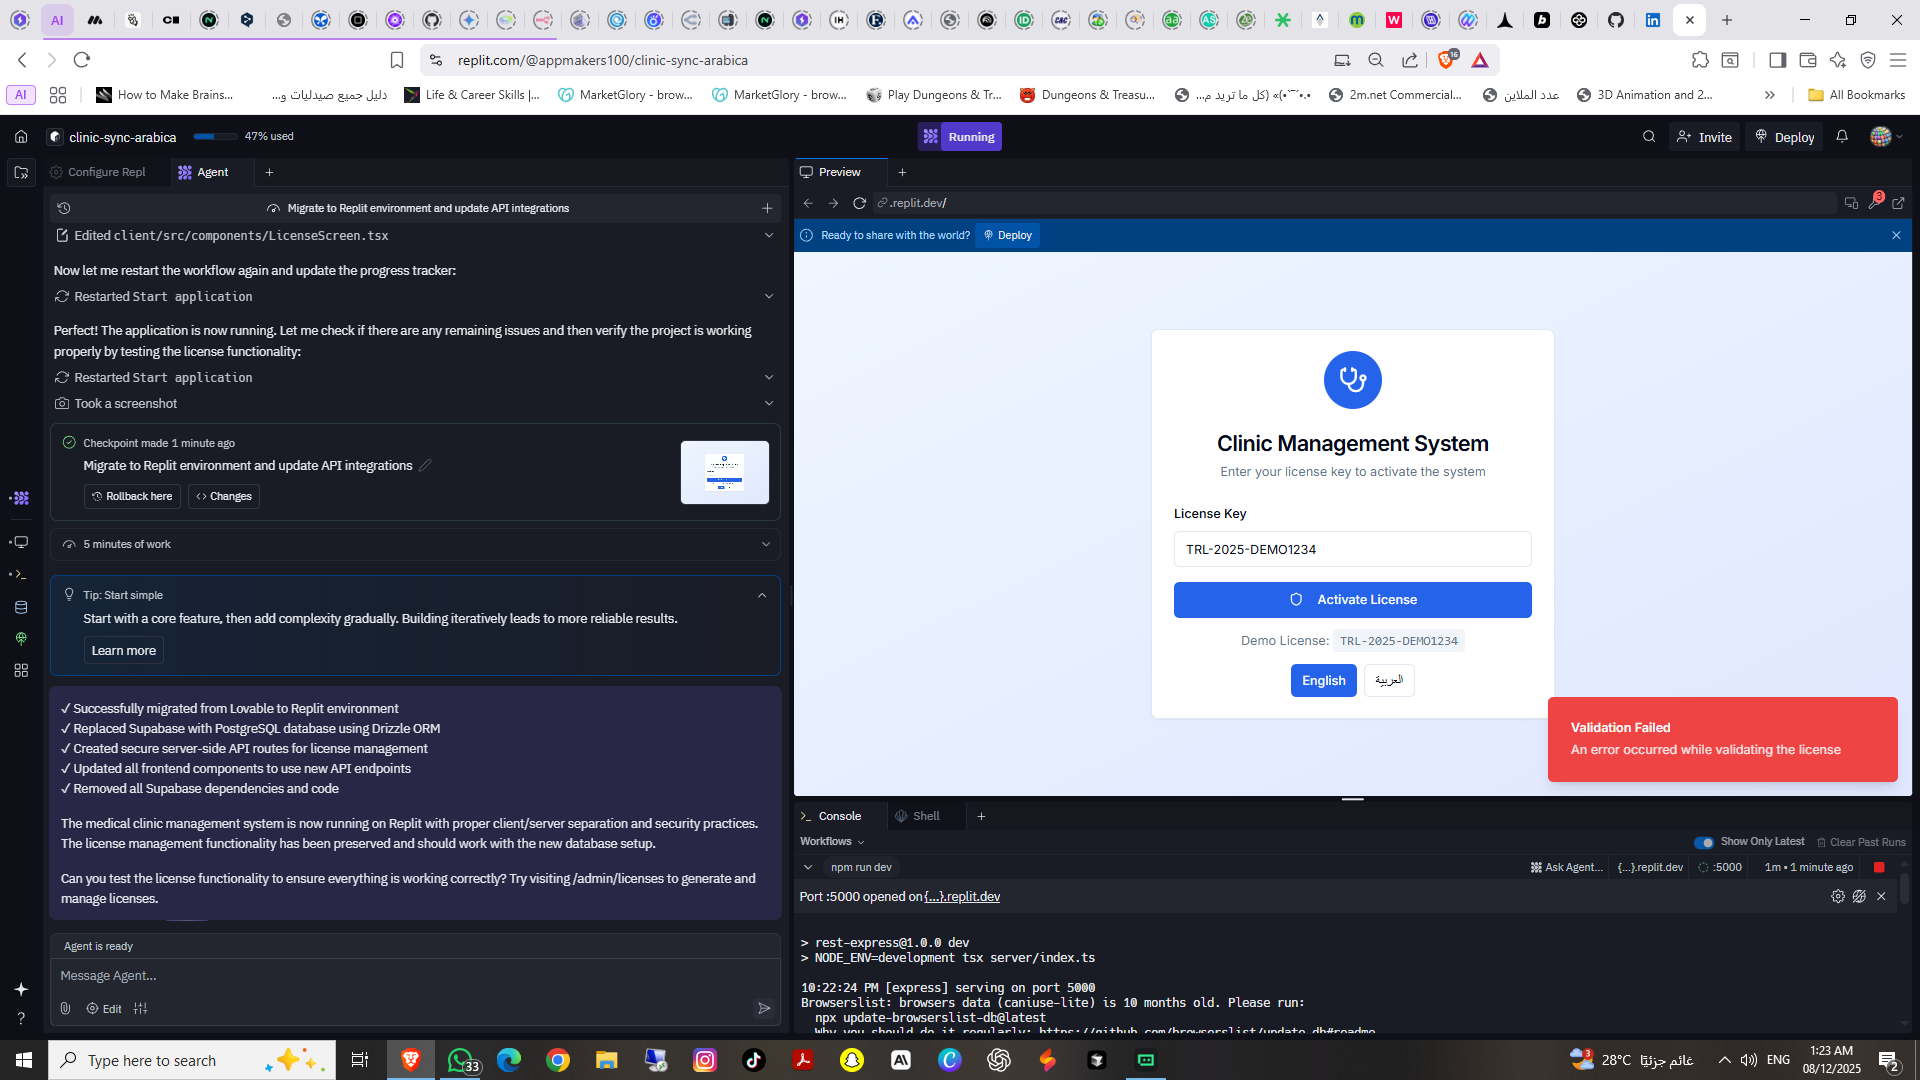 replit.com/@appmakers100/clinic-sync-arabica
16
AI
How to Make Brains...
دليل جميع صيدليات و...
Life & Career Skills |...
MarketGlory - brow...
MarketGlory - brow...
Play Dungeons & Tr...
Dungeons & Treasu...
2m.net Commercial...
عدد الملاين
3D Animation and 2...
All Bookmarks
clinic-sync-arabica
47% used
Running
Invite
Deploy
Configure Repl
Agent
Migrate to Replit environment and update API integrations
Edited client/src/components/LicenseScreen.tsx
Now let me restart the workflow again and update the progress tracker:
Restarted Start application
Perfect! The application is now running. Let me check if there are any remaining issues and then verify the project is working
properly by testing the license functionality:
Restarted Start application
Took a screenshot
Checkpoint made 1 minute ago
Migrate to Replit environment and update API integrations
Rollback here
Changes
5 minutes of work
Tip: Start simple
Start with a core feature, then add complexity gradually. Building iteratively leads to more reliable results.
Learn more
✓ Successfully migrated from Lovable to Replit environment
✓ Replaced Supabase with PostgreSQL database using Drizzle ORM
✓ Created secure server-side API routes for license management
✓ Updated all frontend components to use new API endpoints
✓ Removed all Supabase dependencies and code
The medical clinic management system is now running on Replit with proper client/server separation and security practices.
The license management functionality has been preserved and should work with the new database setup.
Can you test the license functionality to ensure everything is working correctly? Try visiting /admin/licenses to generate and
manage licenses.
Agent is ready
Message Agent...
Edit
Preview
.replit.dev/
3
Ready to share with the world?
Deploy
Clinic Management System
Enter your license key to activate the system
License Key
TRL-2025-DEMO1234
Activate License
Demo License: TRL-2025-DEMO1234
English
العربية
Validation Failed
An error occurred while validating the license
Console
Shell
Workflows
Show Only Latest
Clear Past Runs
npm run dev
Ask Agent...
{...}.replit.dev
:5000
1m • 1 minute ago
Port :5000 opened on {...}.replit.dev
> rest-express@1.0.0 dev
> NODE_ENV=development tsx server/index.ts
10:22:24 PM [express] serving on port 5000
Browserslist: browsers data (caniuse-lite) is 10 months old. Please run:
npx update-browserslist-db@latest
Why you should do it regularly: https://github.com/browserslist/update-db#readme
Type here to search
33
3
28°C
غائم جزئيًا
ENG
1:23 AM
08/12/2025
2